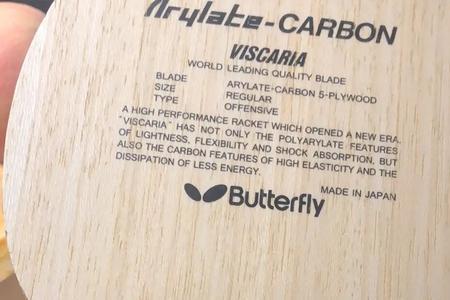 Arylate-CARBON
VISCARIA
WORLD LEADING QUALITY BLADE
BLADE ARYLATE-CARBON 5-PLYWOOD
SIZE REGULAR
TYPE OFFENSIVE
A HIGH PERFORMANCE RACKET WHICH OPENED A NEW ERA.
"VISCARIA" HAS NOT ONLY THE POLYARYLATE FEATURES
OF LIGHTNESS, FLEXIBILITY AND SHOCK ABSORPTION, BUT
ALSO THE CARBON FEATURES OF HIGH ELASTICITY AND THE
DISSIPATION OF LESS ENERGY.
MADE IN JAPAN
Butterfly